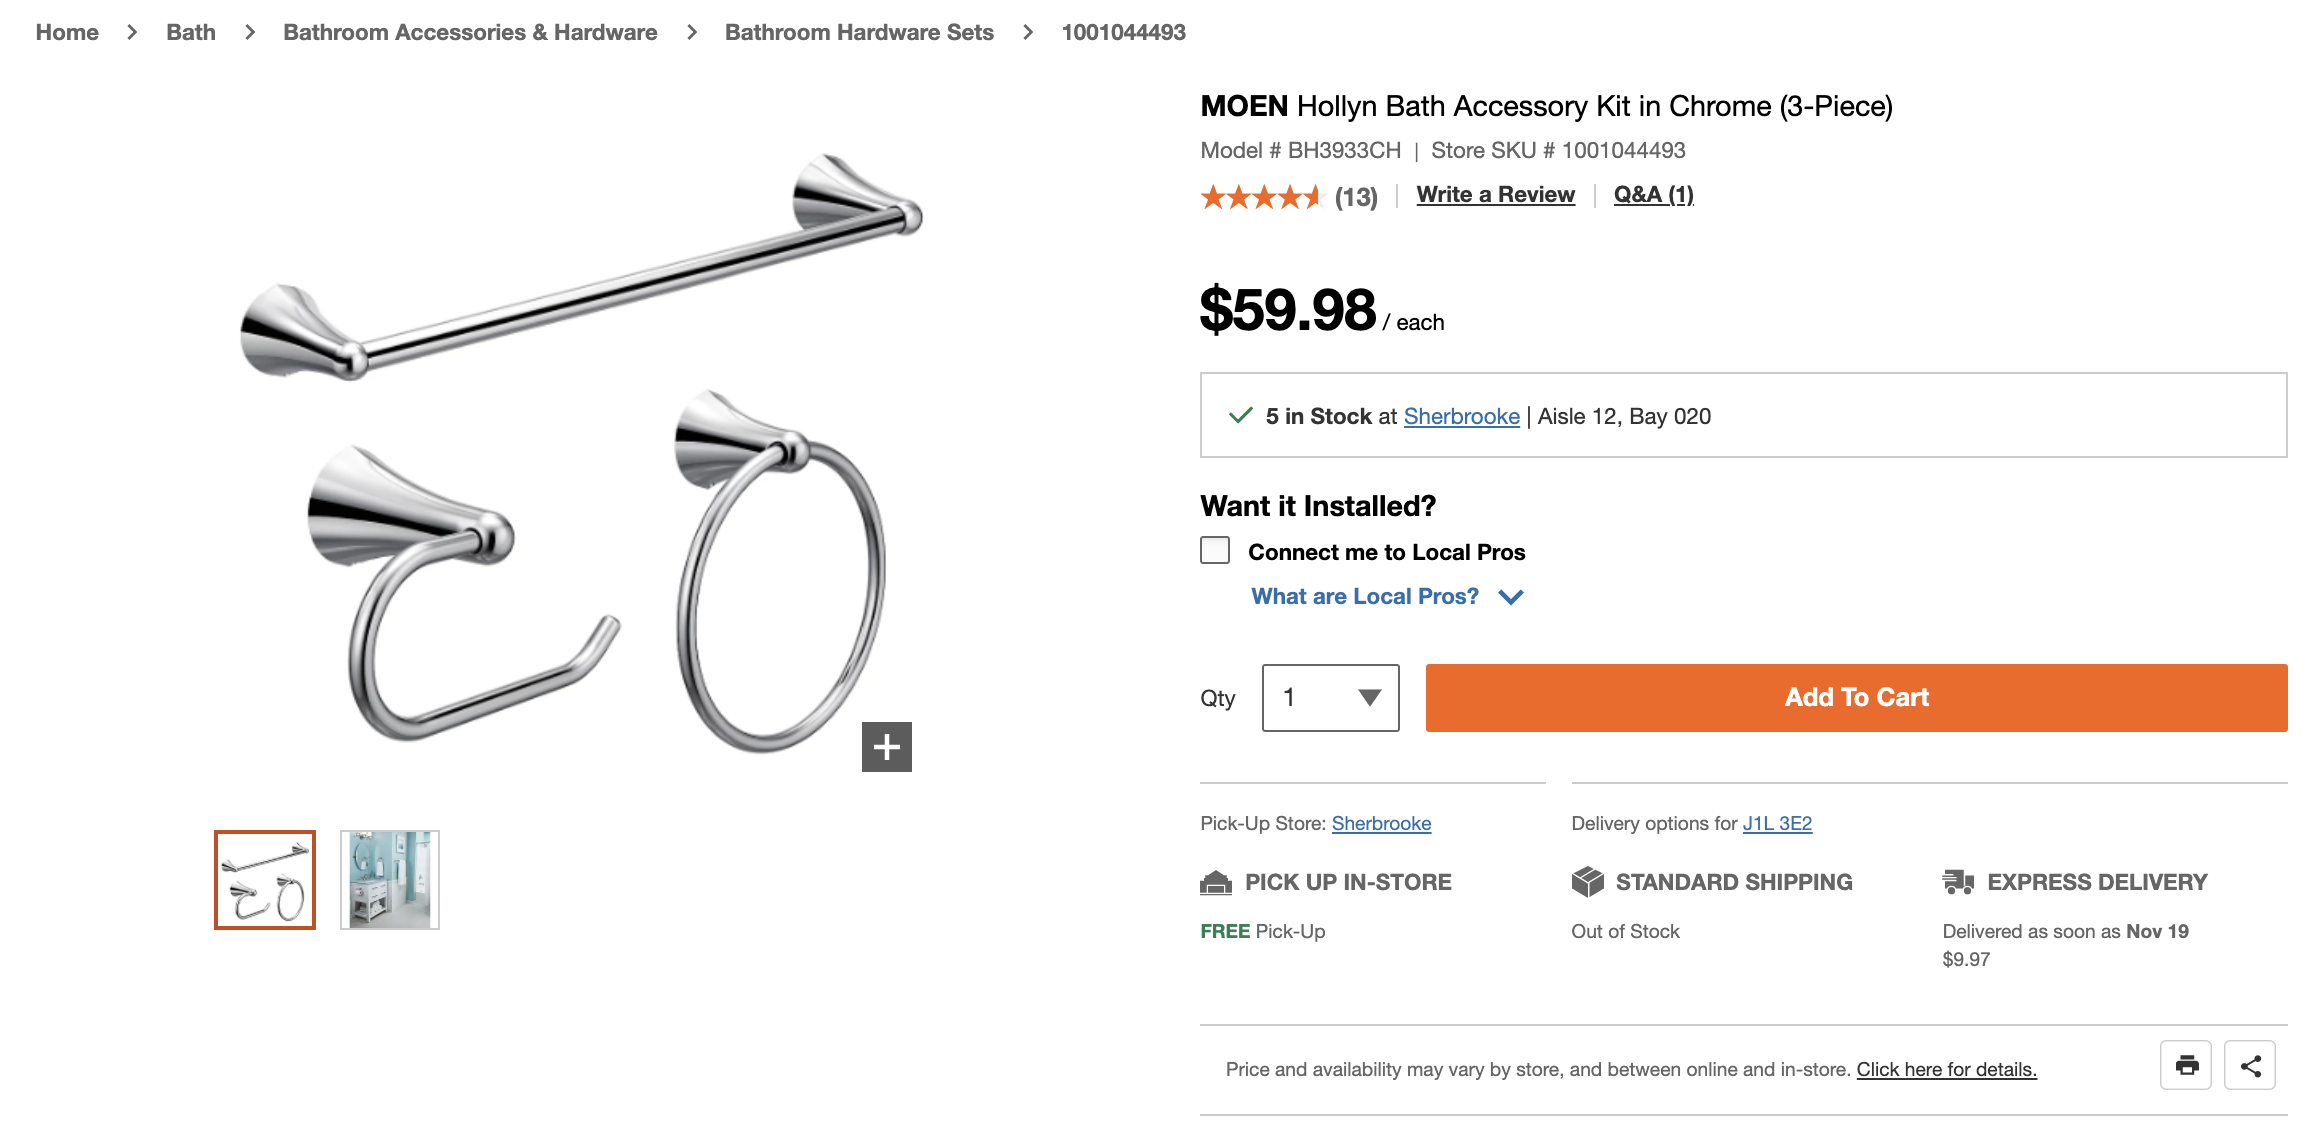 Home > Bath > Bathroom Accessories & Hardware > Bathroom Hardware Sets > 1001044493
MOEN Hollyn Bath Accessory Kit in Chrome (3-Piece)
Model # BH3933CH | Store SKU # 1001044493
(13) | Write a Review | Q&A (1)
$59.98 / each
5 in Stock at Sherbrooke | Aisle 12, Bay 020
Want it Installed?
Connect me to Local Pros
What are Local Pros?
Qty 1 Add To Cart
Pick-Up Store: Sherbrooke
PICK UP IN-STORE
FREE Pick-Up
Delivery options for J1L 3E2
STANDARD SHIPPING
Out of Stock
EXPRESS DELIVERY
Delivered as soon as Nov 19
$9.97
Price and availability may vary by store, and between online and in-store. Click here for details.